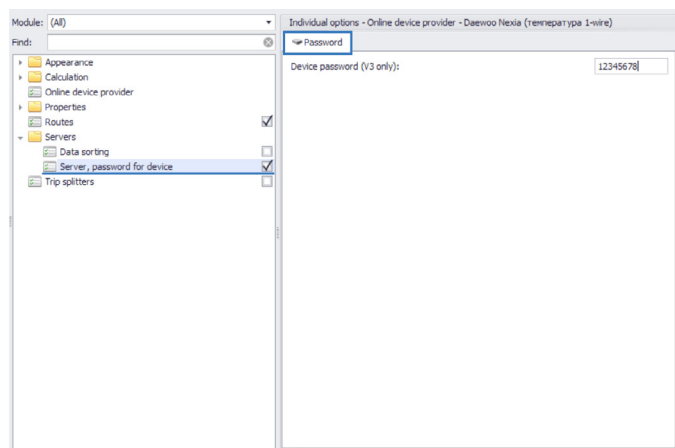 Module: (All)
Find:
Appearance
Calculation
Online device provider
Properties
Routes
Servers
Data sorting
Server, password for device
Trip splitters
Individual options - Online device provider - Daewoo Nexia (температура 1-wire)
Password
Device password (V3 only): 12345678